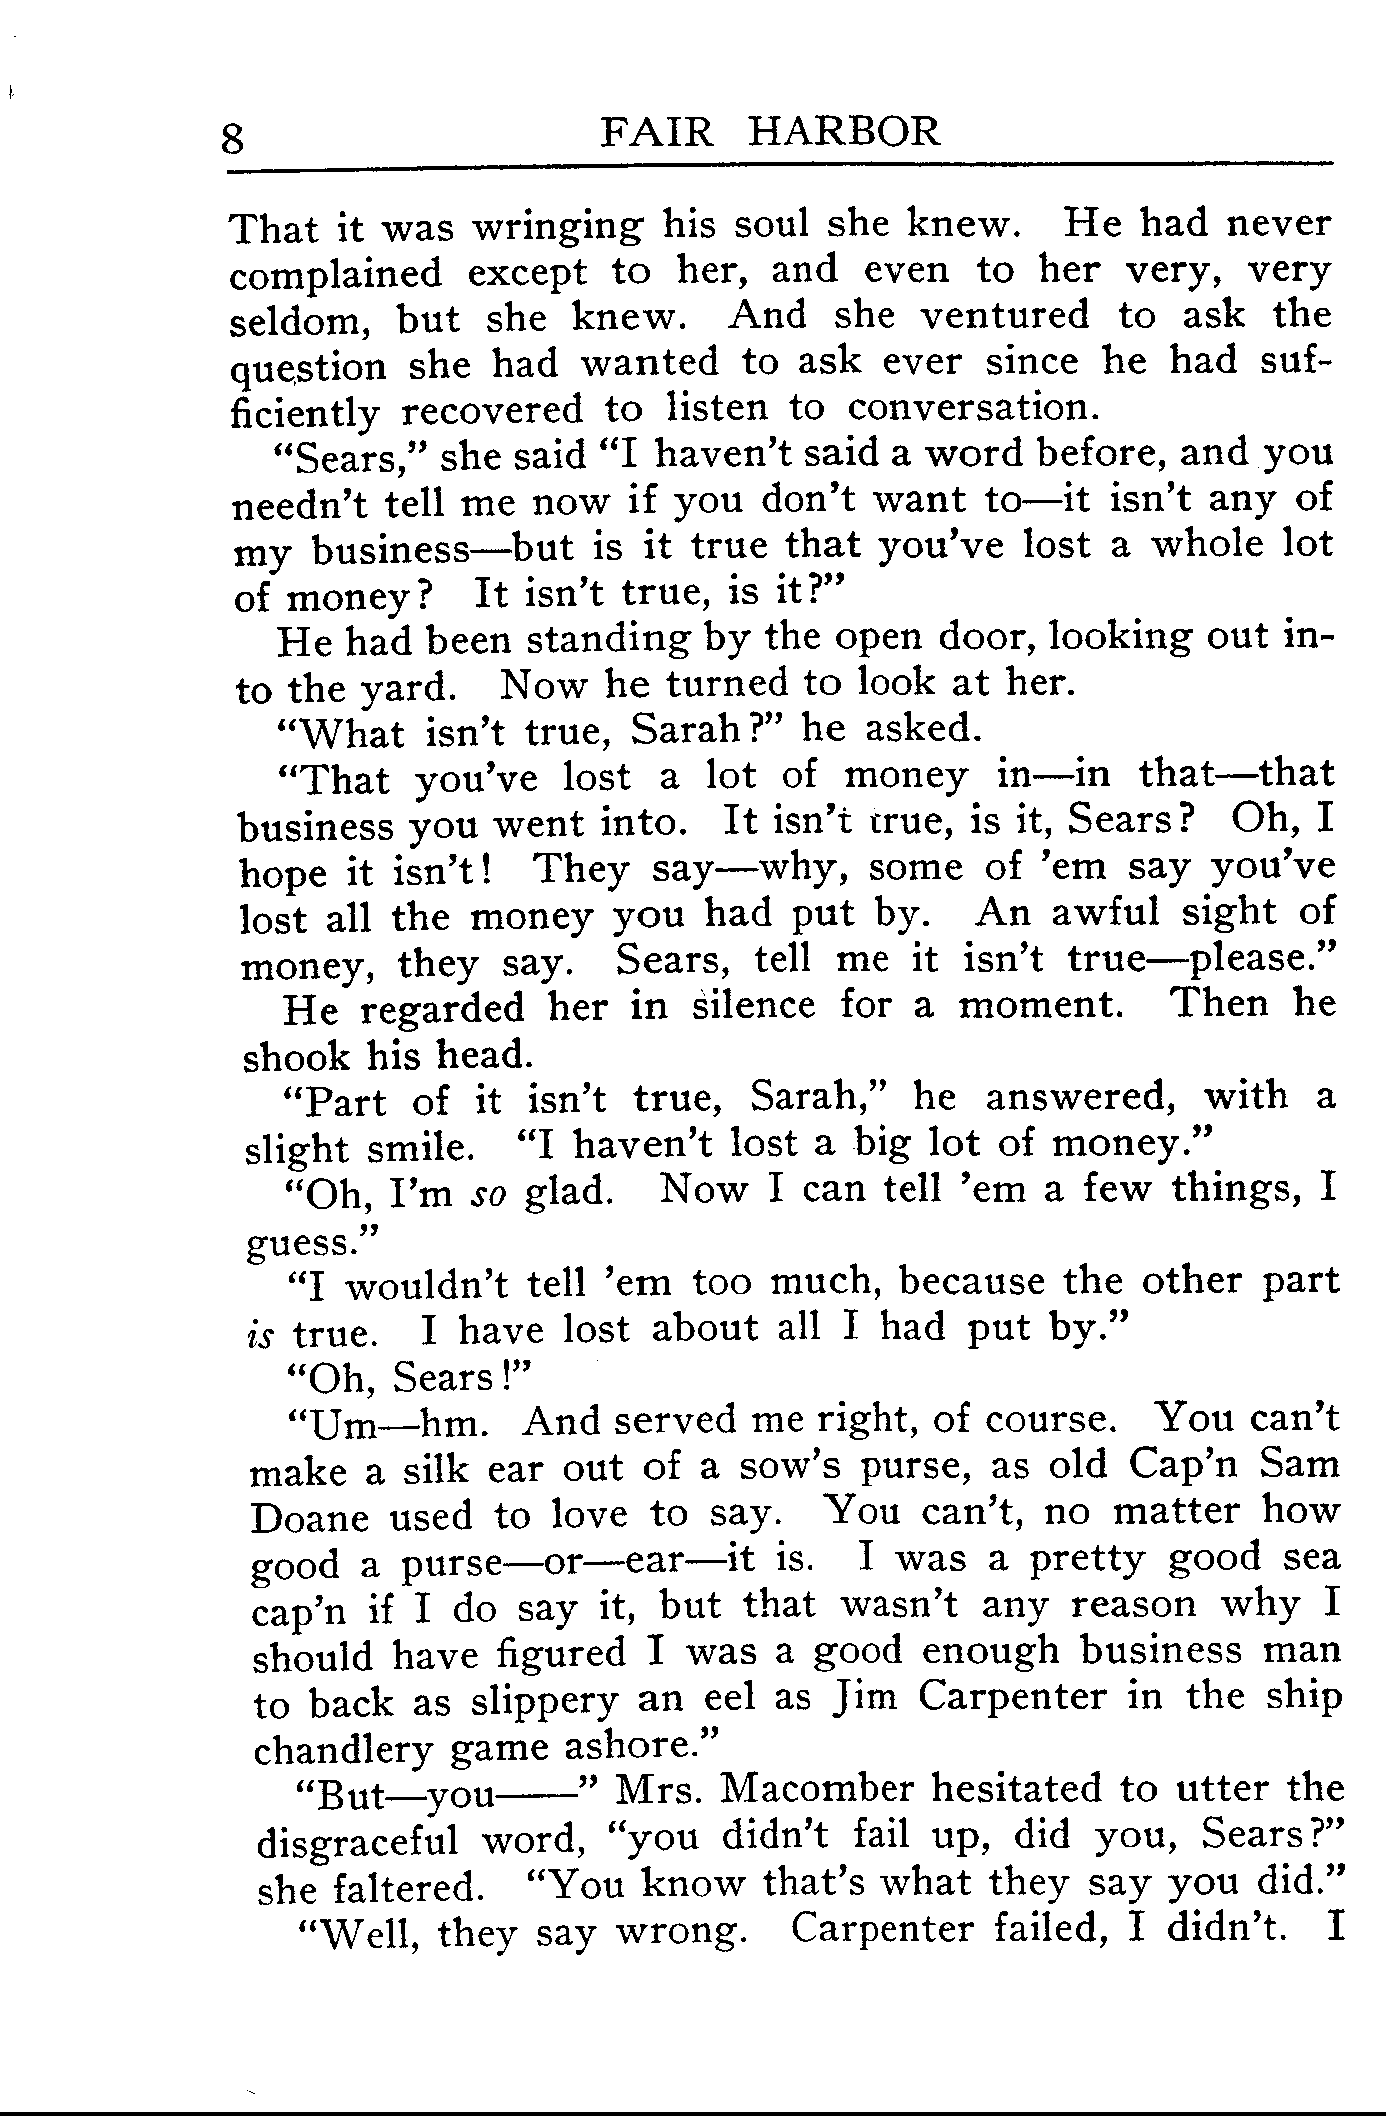 8 FAIR HARBOR
That it was wringing his soul she knew. He had never
complained except to her, and even to her very, very
seldom, but she knew. And she ventured to ask the
question she had wanted to ask ever since he had suf-
ficiently recovered to listen to conversation.
“Sears,” she said “I haven’t said a word before, and you
needn’t tell me now if you don’t want to—it isn’t any of
my business—but is it true that you’ve lost a whole lot
of money? It isn’t true, is it?”
He had been standing by the open door, looking out in-
to the yard. Now he turned to look at her.
“What isn’t true, Sarah?” he asked.
“That you’ve lost a lot of money in—in that—that
business you went into. It isn’t true, is it, Sears? Oh, I
hope it isn’t! They say—why, some of ’em say you’ve
lost all the money you had put by. An awful sight of
money, they say. Sears, tell me it isn’t true—please.”
He regarded her in silence for a moment. Then he
shook his head.
“Part of it isn’t true, Sarah,” he answered, with a
slight smile. “I haven’t lost a big lot of money.”
“Oh, I’m so glad. Now I can tell ’em a few things, I
guess.”
“I wouldn’t tell ’em too much, because the other part
is true. I have lost about all I had put by.”
“Oh, Sears!”
“Um—hm. And served me right, of course. You can’t
make a silk ear out of a sow’s purse, as old Cap’n Sam
Doane used to love to say. You can’t, no matter how
good a purse—or—ear—it is. I was a pretty good sea
cap’n if I do say it, but that wasn’t any reason why I
should have figured I was a good enough business man
to back as slippery an eel as Jim Carpenter in the ship
chandlery game ashore.”
“But—you——” Mrs. Macomber hesitated to utter the
disgraceful word, “you didn’t fail up, did you, Sears?”
she faltered. “You know that’s what they say you did.”
“Well, they say wrong. Carpenter failed, I didn’t. I